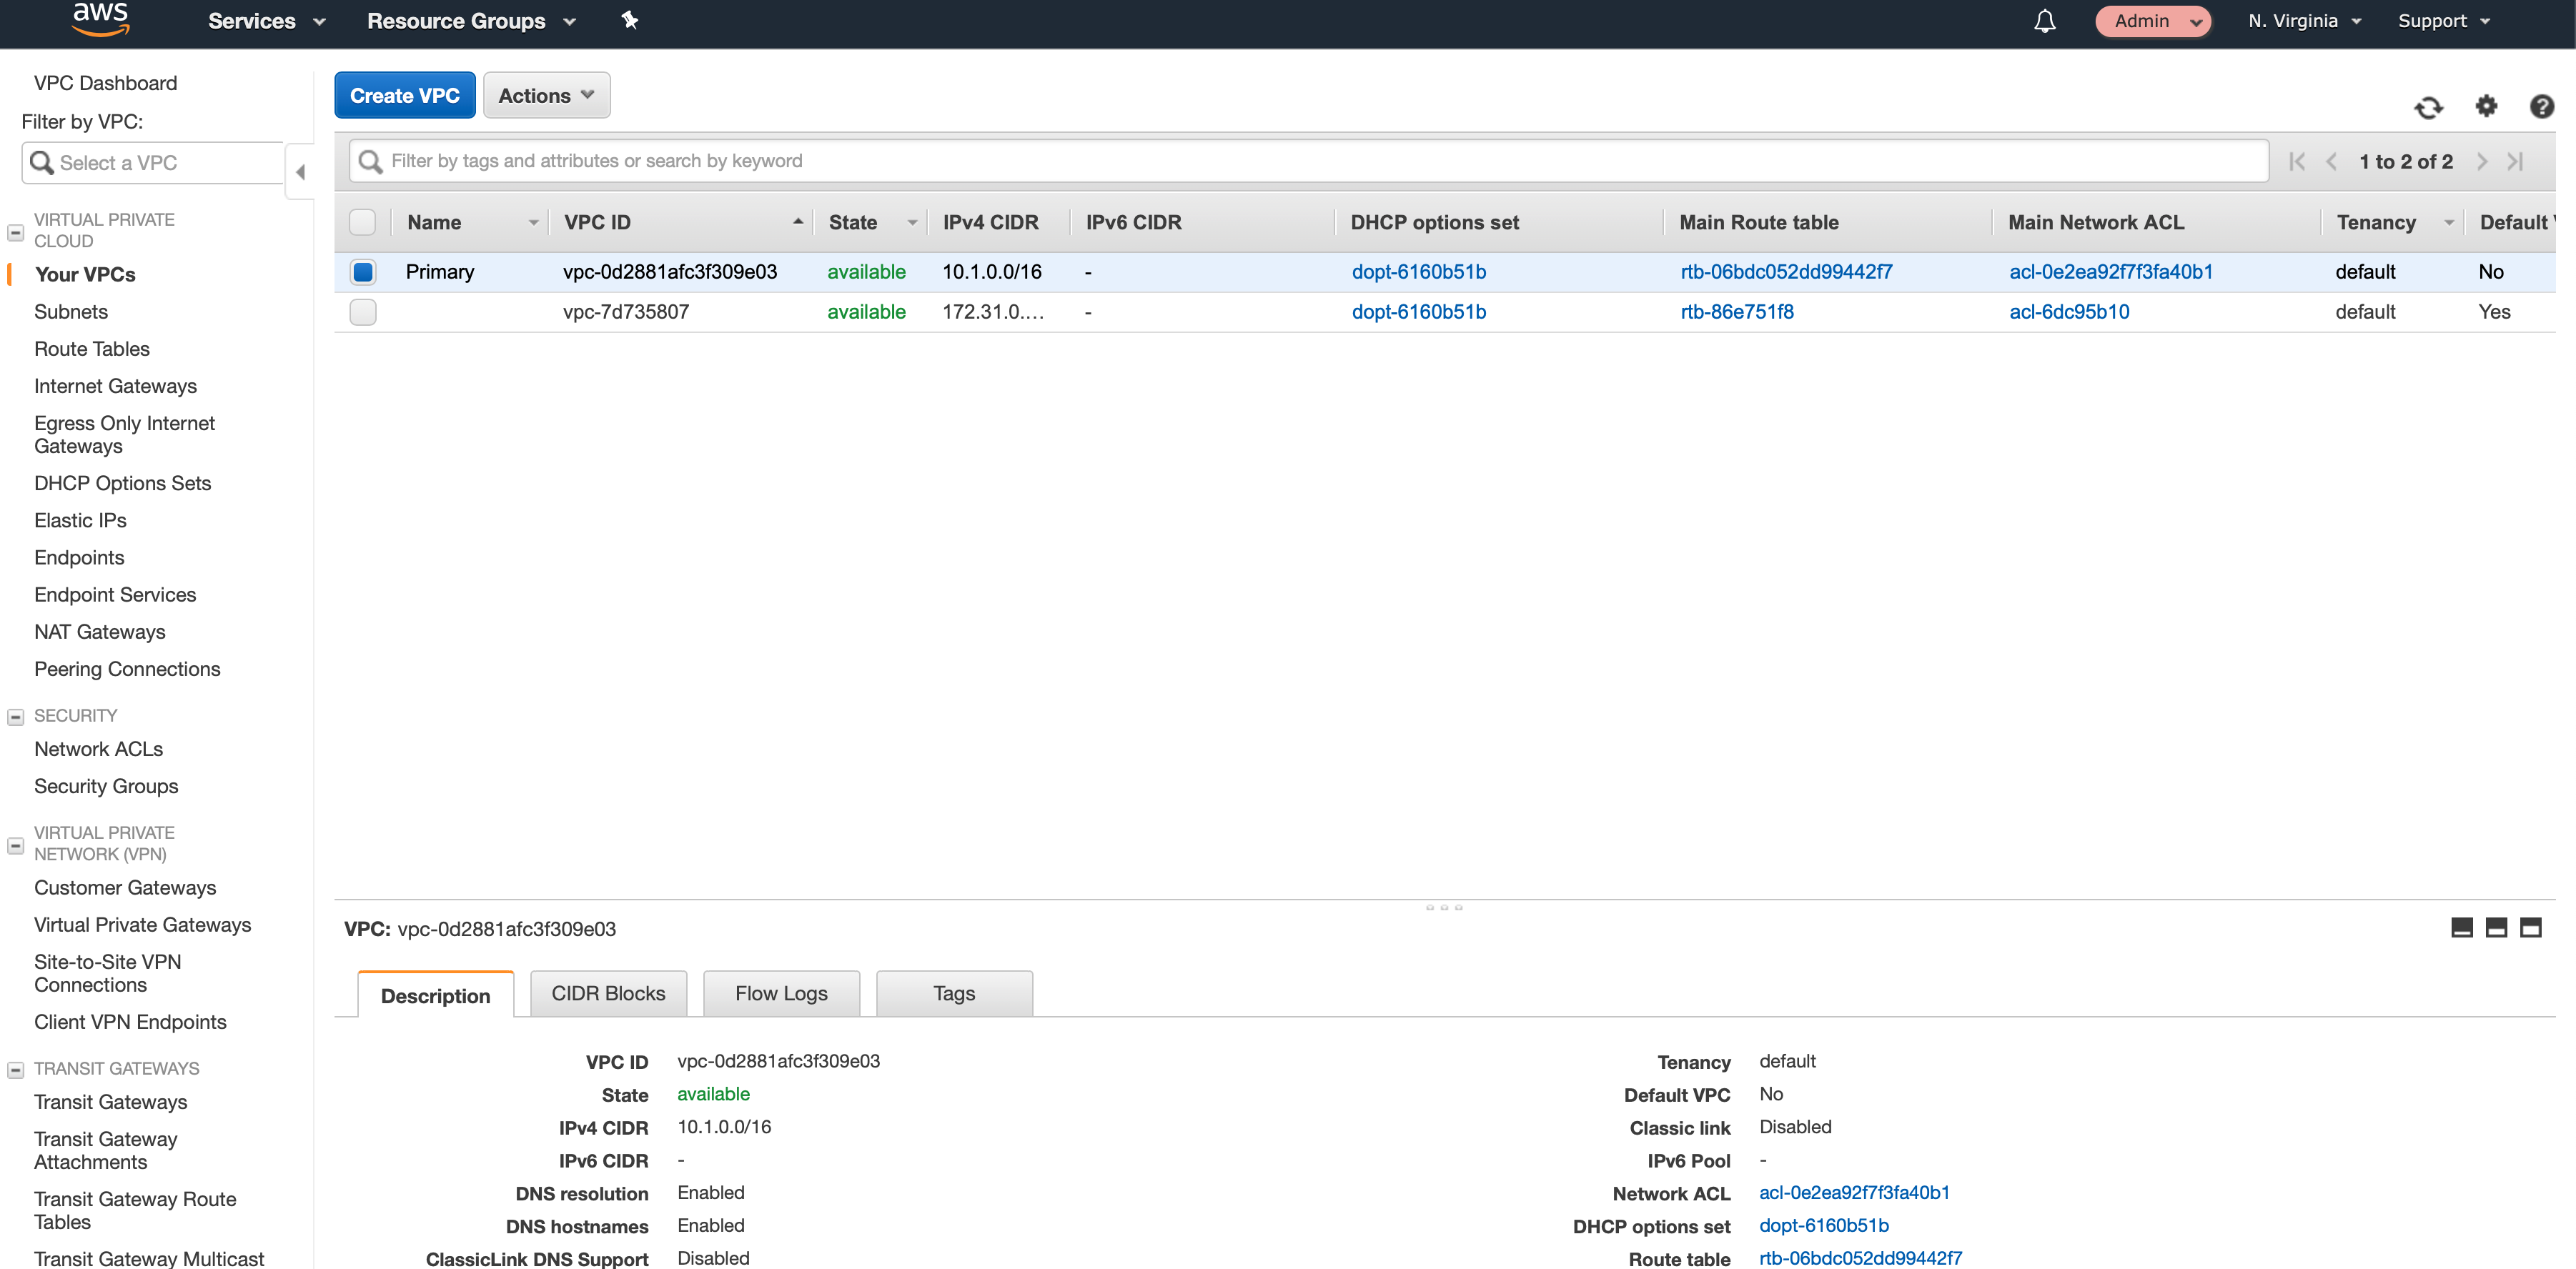 aws Services Resource Groups Admin N. Virginia Support
VPC Dashboard
Filter by VPC:
Select a VPC
VIRTUAL PRIVATE
CLOUD
Your VPCs
Subnets
Route Tables
Internet Gateways
Egress Only Internet
Gateways
DHCP Options Sets
Elastic IPs
Endpoints
Endpoint Services
NAT Gateways
Peering Connections
SECURITY
Network ACLs
Security Groups
VIRTUAL PRIVATE
NETWORK (VPN)
Customer Gateways
Virtual Private Gateways
Site-to-Site VPN
Connections
Client VPN Endpoints
TRANSIT GATEWAYS
Transit Gateways
Transit Gateway
Attachments
Transit Gateway Route
Tables
Transit Gateway Multicast
Create VPC Actions
Filter by tags and attributes or search by keyword 1 to 2 of 2
Name VPC ID State IPv4 CIDR IPv6 CIDR DHCP options set Main Route table Main Network ACL Tenancy Default
Primary vpc-0d2881afc3f309e03 available 10.1.0.0/16 - dopt-6160b51b rtb-06bdc052dd99442f7 acl-0e2ea92f7f3fa40b1 default No
vpc-7d735807 available 172.31.0.… - dopt-6160b51b rtb-86e751f8 acl-6dc95b10 default Yes
VPC: vpc-0d2881afc3f309e03
Description CIDR Blocks Flow Logs Tags
VPC ID vpc-0d2881afc3f309e03
State available
IPv4 CIDR 10.1.0.0/16
IPv6 CIDR -
DNS resolution Enabled
DNS hostnames Enabled
ClassicLink DNS Support Disabled
Tenancy default
Default VPC No
Classic link Disabled
IPv6 Pool -
Network ACL acl-0e2ea92f7f3fa40b1
DHCP options set dopt-6160b51b
Route table rtb-06bdc052dd99442f7